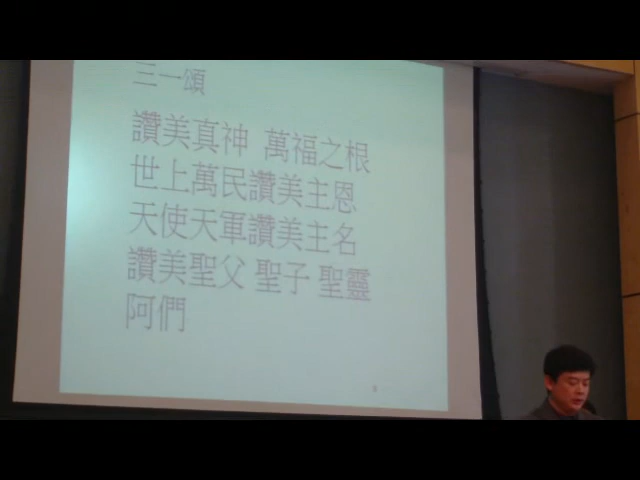 三一頌
讚美真神 萬福之根
世上萬民讚美主恩
天使天軍讚美主名
讚美聖父 聖子 聖靈
阿們